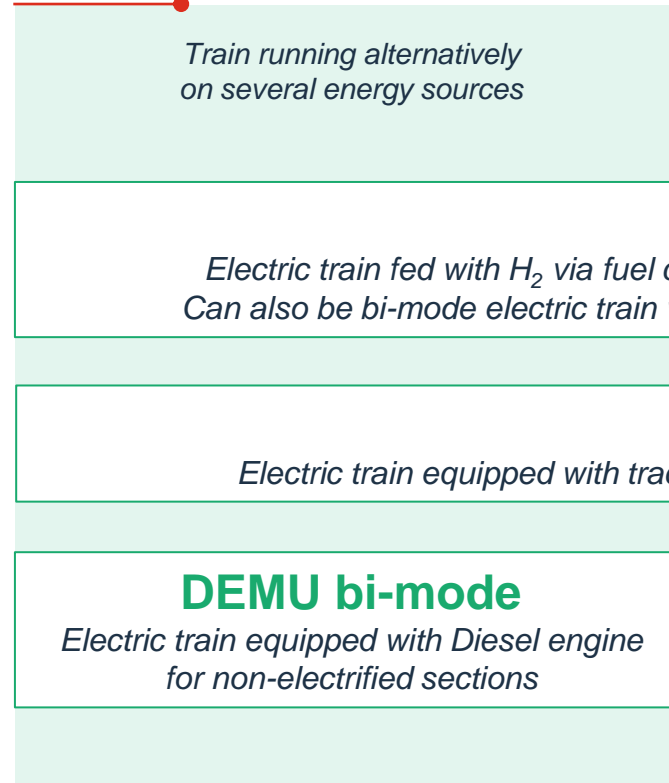 Train running alternatively
on several energy sources
Electric train fed with H₂ via fuel
Can also be bi-mode electric train
Electric train equipped with
DEMU bi-mode
Electric train equipped with Diesel engine
for non-electrified sections